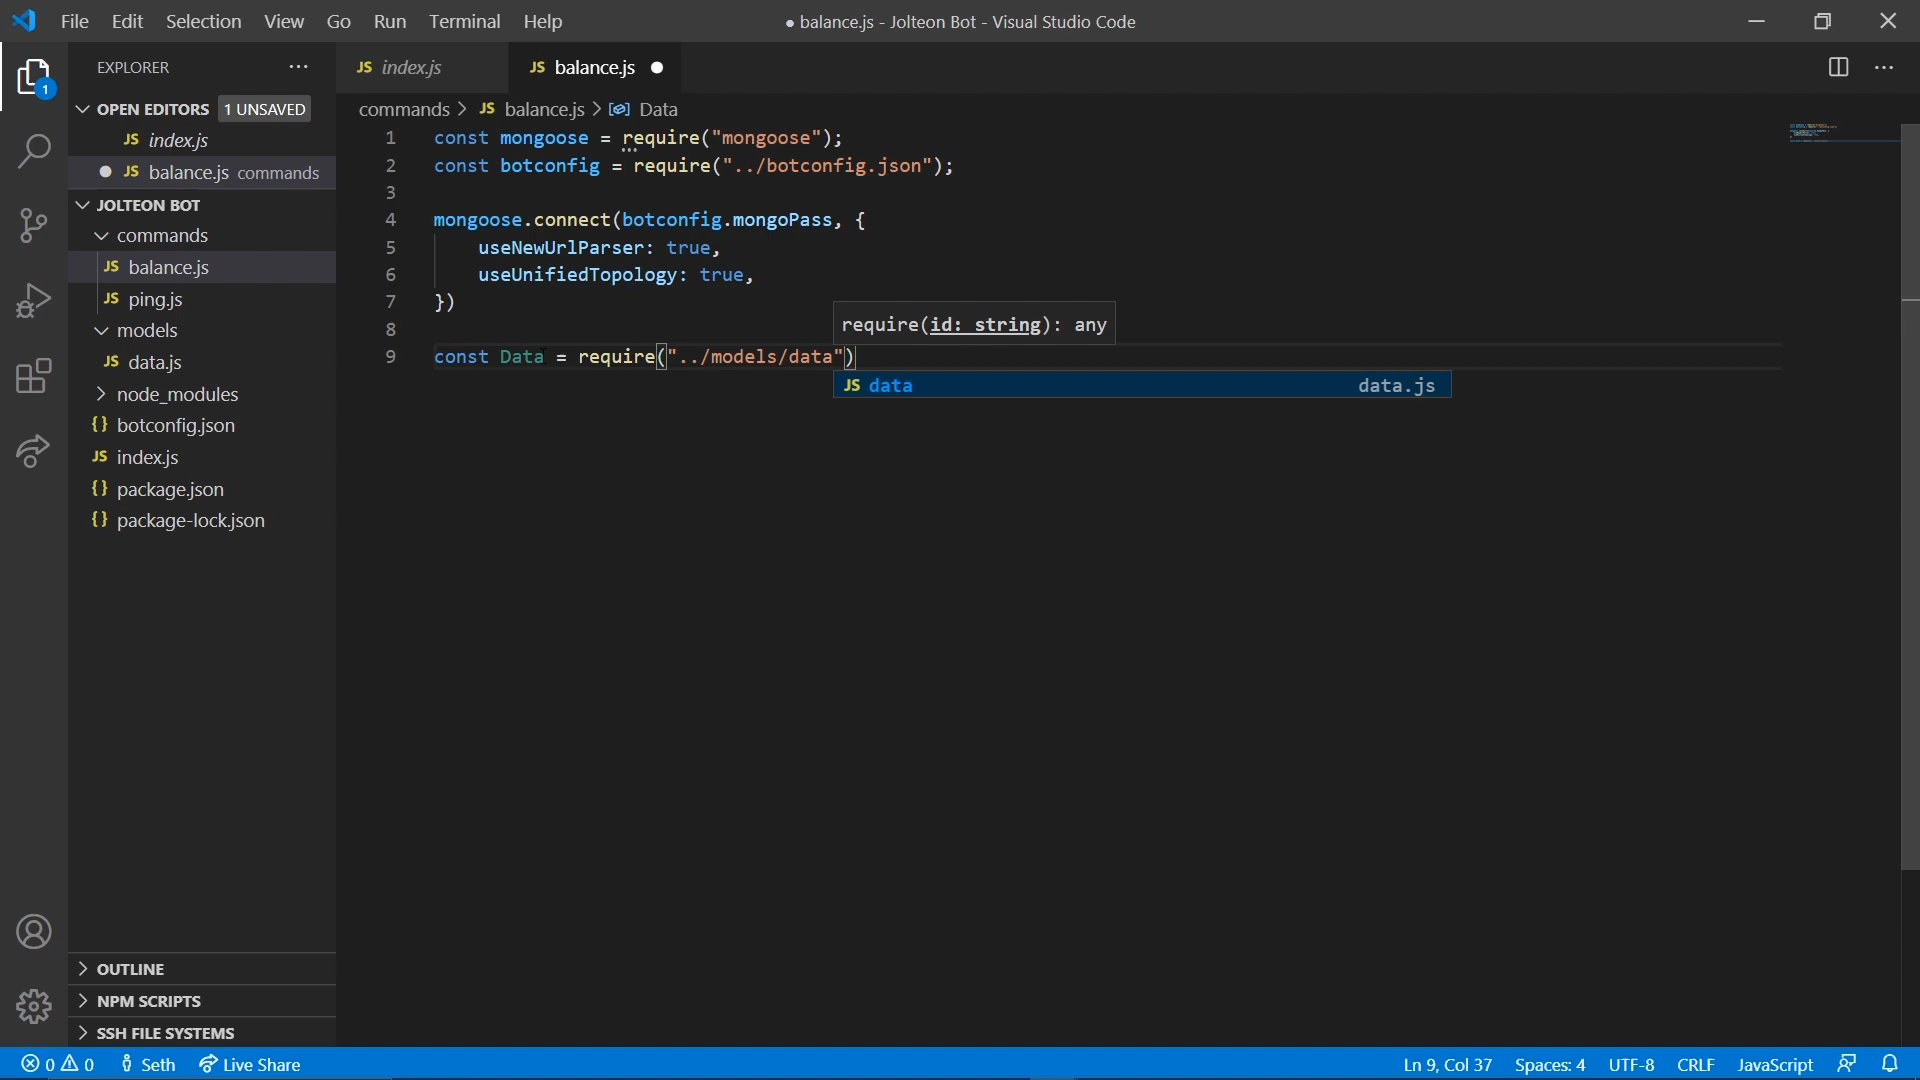 File Edit Selection View Go Run Terminal Help
● balance.js - Jolteon Bot - Visual Studio Code
EXPLORER ···
JS index.js
JS balance.js ●
OPEN EDITORS 1 UNSAVED
JS index.js
● JS balance.js commands
JOLTEON BOT
commands
JS balance.js
JS ping.js
models
JS data.js
node_modules
{} botconfig.json
JS index.js
{} package.json
{} package-lock.json
OUTLINE
NPM SCRIPTS
SSH FILE SYSTEMS
1
commands > JS balance.js > Data
1 const mongoose = require("mongoose");
2 const botconfig = require("../botconfig.json");
3
4 mongoose.connect(botconfig.mongoPass, {
5 useNewUrlParser: true,
6 useUnifiedTopology: true,
7 })
8
require(id: string): any
9 const Data = require("../models/data")
JS data data.js
0 0 Seth Live Share
Ln 9, Col 37 Spaces: 4 UTF-8 CRLF JavaScript